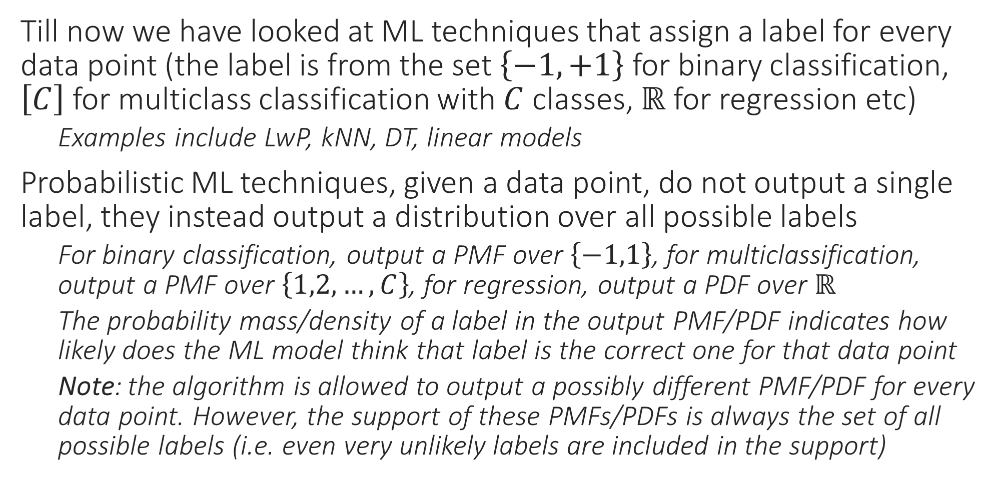 Till now we have looked at ML techniques that assign a label for every
data point (the label is from the set {−1, +1} for binary classification,
[C] for multiclass classification with C classes, ℝ for regression etc)
Examples include LwP, kNN, DT, linear models
Probabilistic ML techniques, given a data point, do not output a single
label, they instead output a distribution over all possible labels
For binary classification, output a PMF over {−1,1}, for multiclassification,
output a PMF over {1,2, … , C}, for regression, output a PDF over ℝ
The probability mass/density of a label in the output PMF/PDF indicates how
likely does the ML model think that label is the correct one for that data point
Note: the algorithm is allowed to output a possibly different PMF/PDF for every
data point. However, the support of these PMFs/PDFs is always the set of all
possible labels (i.e. even very unlikely labels are included in the support)